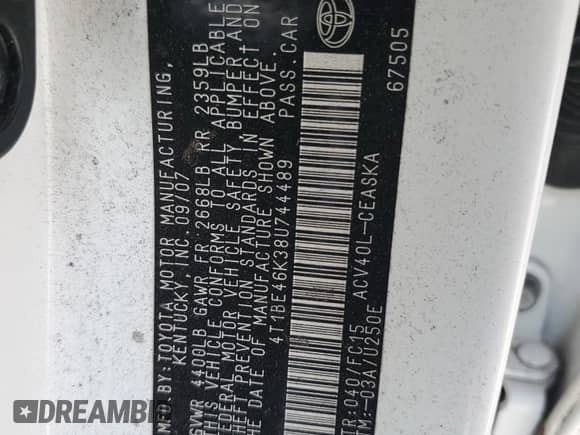 MFD.BY:TOYOTA MOTOR MANUFACTURING,
KENTUCKY, INC. 09/07
GVWR 4400LB GAWR FR 2668LB RR 2359LB
THIS VEHICLE CONFORMS TO ALL APPLICABLE
FEDERAL MOTOR VEHICLE SAFETY BUMPER AND
THEFT PREVENTION STANDARDS IN EFFECT ON
THE DATE OF MANUFACTURE SHOWN ABOVE.
4T1BE46K38U744489 PASS.CAR
TR:040/FC15 ACV40L-CEASKA
TM:-03A/U250E 67505
DREAMERSCARS.COM